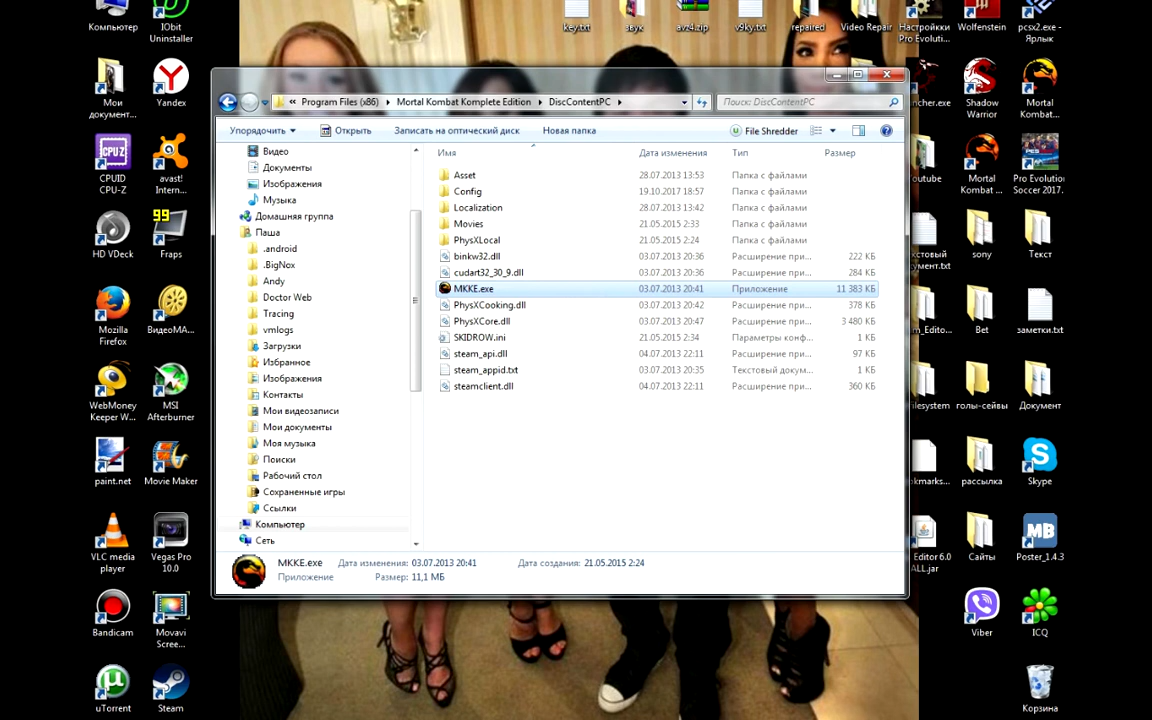 Компьютер
IObit
Uninstaller
key.txt
звук
avz4.zip
v9ky.txt
repaired
Video Repair
Настройки
Pro Evoluti...
Wolfenstein
pcsx2.exe -
Ярлык
Мои
документ...
Yandex
Shadow
Warrior
Mortal
Kombat...
CPUID
CPU-Z
avast!
Intern...
Mortal
Kombat ...
Pro Evolution
Soccer 2017...
HD VDeck
99
Fraps
sony
Текст
Mozilla
Firefox
ВидеоМА...
Bet
заметки.txt
WebMoney
Keeper W...
MSI
Afterburner
голы-сейвы
Документ
paint.net
Movie Maker
рассылка
Skype
VLC media
player
Vegas Pro
10.0
Сайты
Poster_1.4.3
Bandicam
Movavi
Scree...
Viber
ICQ
uTorrent
Steam
Корзина
« Program Files (x86) Mortal Kombat Komplete Edition DiscContentPC
Поиск: DiscContentPC
Упорядочить Открыть Записать на оптический диск Новая папка File Shredder
Видео
Документы
Изображения
Музыка
Домашняя группа
Паша
.android
.BigNox
Andy
Doctor Web
Tracing
vmlogs
Загрузки
Избранное
Изображения
Контакты
Мои видеозаписи
Мои документы
Моя музыка
Поиски
Рабочий стол
Сохраненные игры
Ссылки
Компьютер
Сеть
Имя Дата изменения Тип Размер
Asset 28.07.2013 13:53 Папка с файлами
Config 19.10.2017 18:57 Папка с файлами
Localization 28.07.2013 13:42 Папка с файлами
Movies 21.05.2015 2:33 Папка с файлами
PhysXLocal 21.05.2015 2:24 Папка с файлами
binkw32.dll 03.07.2013 20:36 Расширение при... 222 КБ
cudart32_30_9.dll 03.07.2013 20:36 Расширение при... 284 КБ
MKKE.exe 03.07.2013 20:41 Приложение 11 383 КБ
PhysXCooking.dll 03.07.2013 20:42 Расширение при... 378 КБ
PhysXCore.dll 03.07.2013 20:47 Расширение при... 3 480 КБ
SKIDROW.ini 21.05.2015 2:34 Параметры конф... 1 КБ
steam_api.dll 04.07.2013 22:11 Расширение при... 97 КБ
steam_appid.txt 03.07.2013 20:35 Текстовый докум... 1 КБ
steamclient.dll 04.07.2013 22:11 Расширение при... 360 КБ
MKKE.exe Дата изменения: 03.07.2013 20:41 Дата создания: 21.05.2015 2:24
Приложение Размер: 11,1 МБ